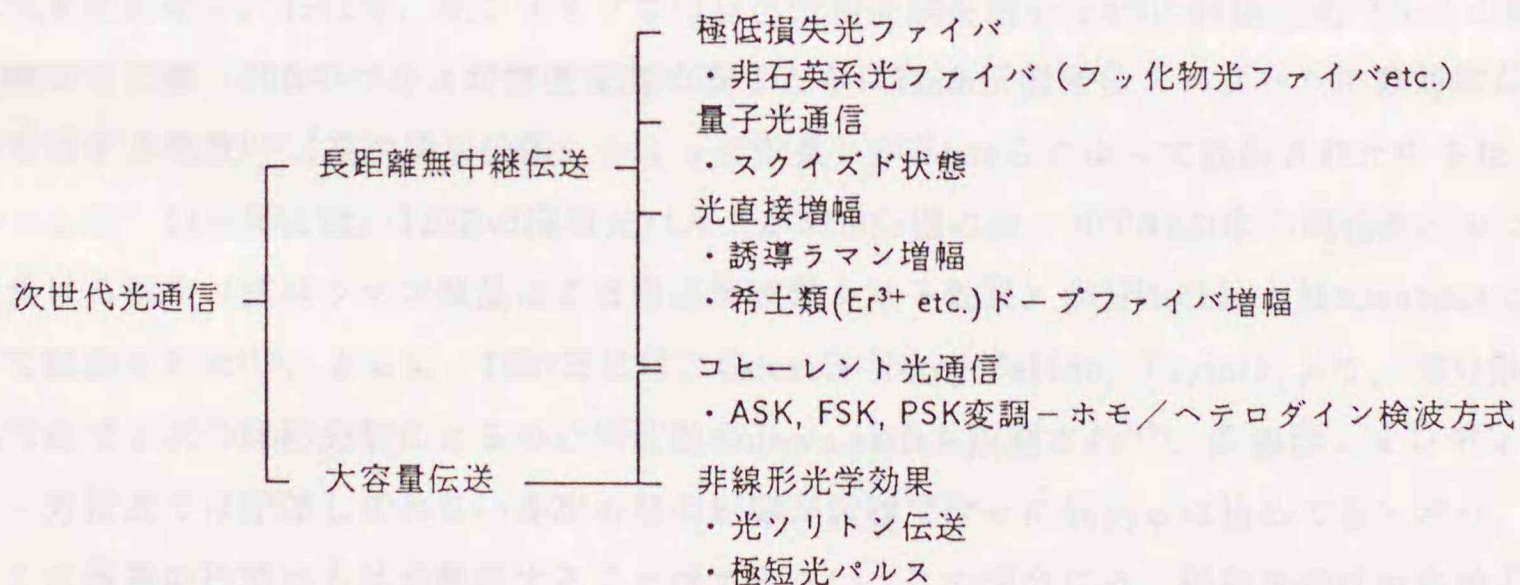 極低損失光ファイバ
・非石英系光ファイバ（フッ化物光ファイバetc.）
量子光通信
・スクイズド状態
長距離無中継伝送
光直接増幅
・誘導ラマン増幅
・希土類(Er³⁺ etc.)ドープファイバ増幅
次世代光通信
コヒーレント光通信
・ASK, FSK, PSK変調－ホモ／ヘテロダイン検波方式
大容量伝送
非線形光学効果
・光ソリトン伝送
・極短光パルス